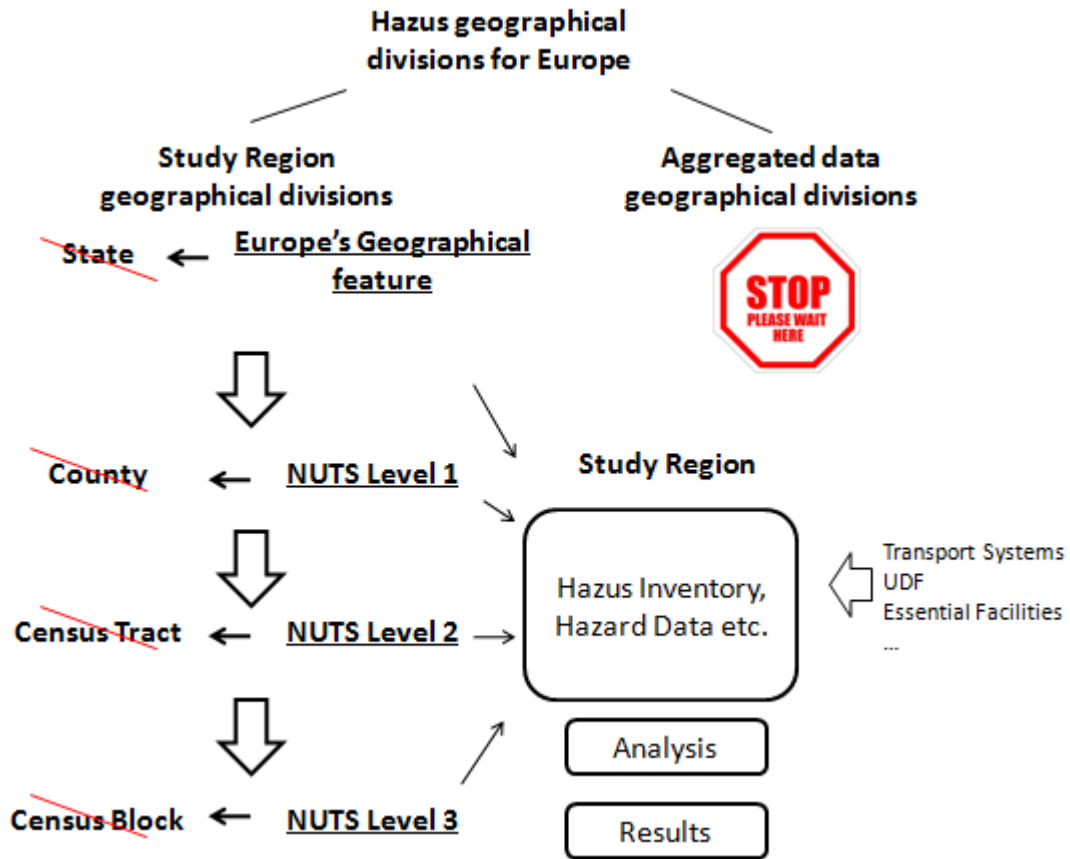 Hazus geographical
divisions for Europe
Study Region
geographical divisions
Aggregated data
geographical divisions
State
Europe's Geographical
feature
STOP
PLEASE WAIT
HERE
County
NUTS Level 1
Study Region
Hazus Inventory,
Hazard Data etc.
Transport Systems
UDF
Essential Facilities
...
Census Tract
NUTS Level 2
Analysis
Census Block
NUTS Level 3
Results